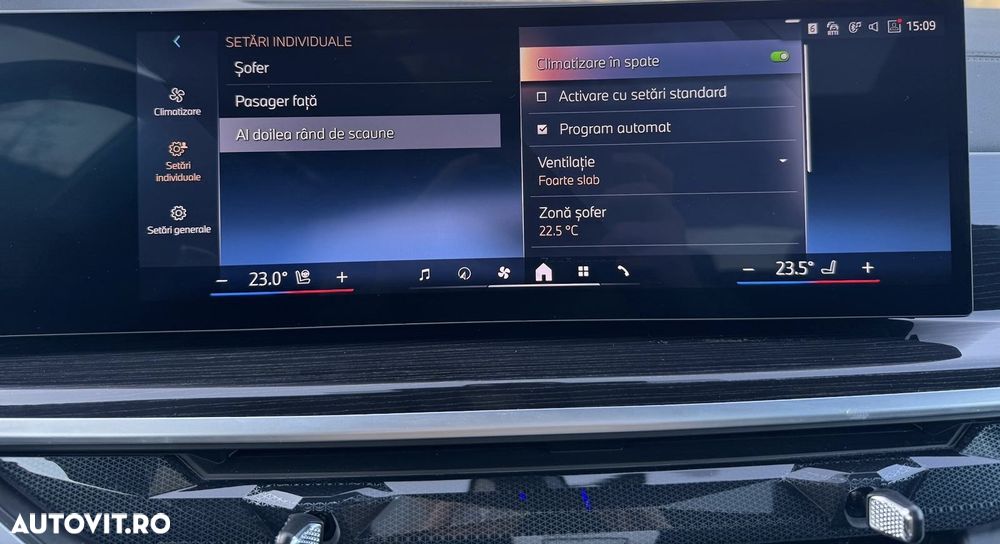 15:09
SETĂRI INDIVIDUALE
Șofer
Pasager față
Al doilea rând de scaune
Climatizare
Setări
individuale
Setări generale
Climatizare în spate
Activare cu setări standard
Program automat
Ventilație
Foarte slab
Zonă șofer
22.5 °C
− 23.0° +
− 23.5° +
AUTOVIT.RO